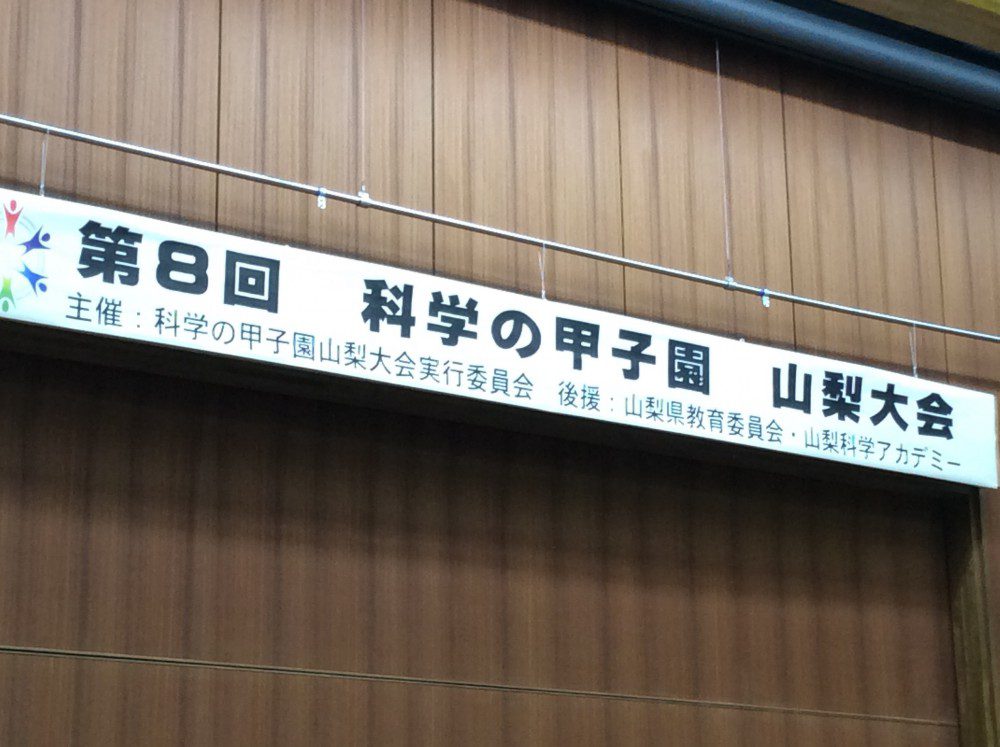 第8回　科学の甲子園　山梨大会
主催：科学の甲子園山梨大会実行委員会　後援：山梨県教育委員会・山梨科学アカデミー